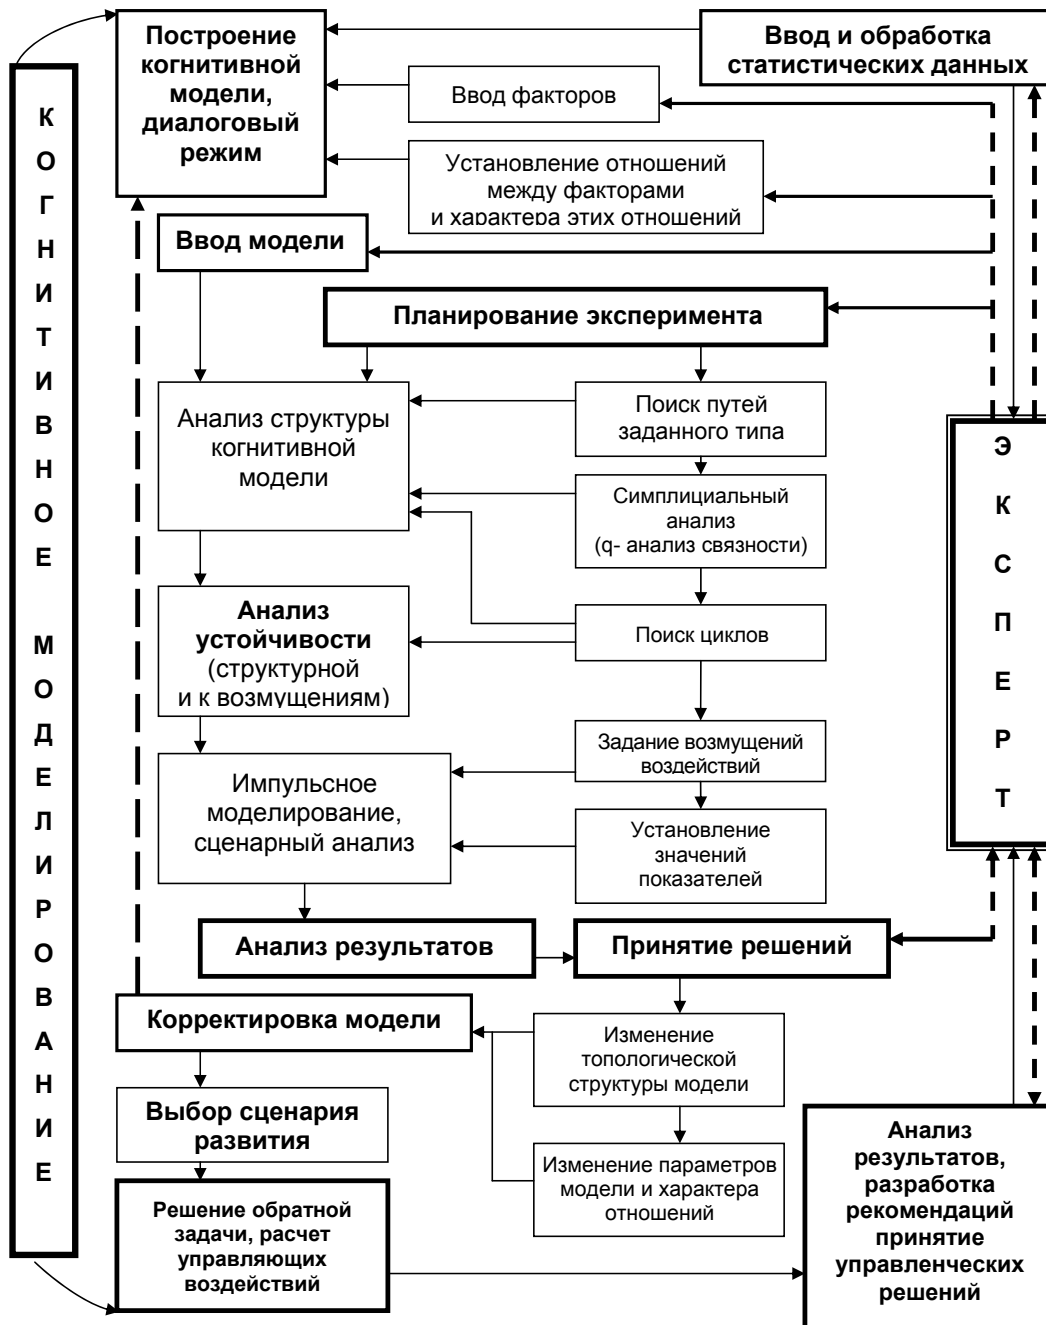 Построение
когнитивной
модели,
диалоговый
режим
Ввод и обработка
статистических данных
Ввод факторов
Установление отношений
между факторами
и характера этих отношений
Ввод модели
Планирование эксперимента
Анализ структуры
когнитивной
модели
Поиск путей
заданного типа
Симплициальный
анализ
(q- анализ связности)
Анализ
устойчивости
(структурной
и к возмущениям)
Поиск циклов
Задание возмущений
воздействий
Импульсное
моделирование,
сценарный анализ
Установление
значений
показателей
Анализ результатов
Принятие решений
Корректировка модели
Изменение
топологической
структуры модели
Выбор сценария
развития
Изменение параметров
модели и характера
отношений
Решение обратной
задачи, расчет
управляющих
воздействий
Анализ
результатов,
разработка
рекомендаций
принятие
управленческих
решений
КОГНИТИВНОЕ МОДЕЛИРОВАНИЕ
ЭКСПЕРТ